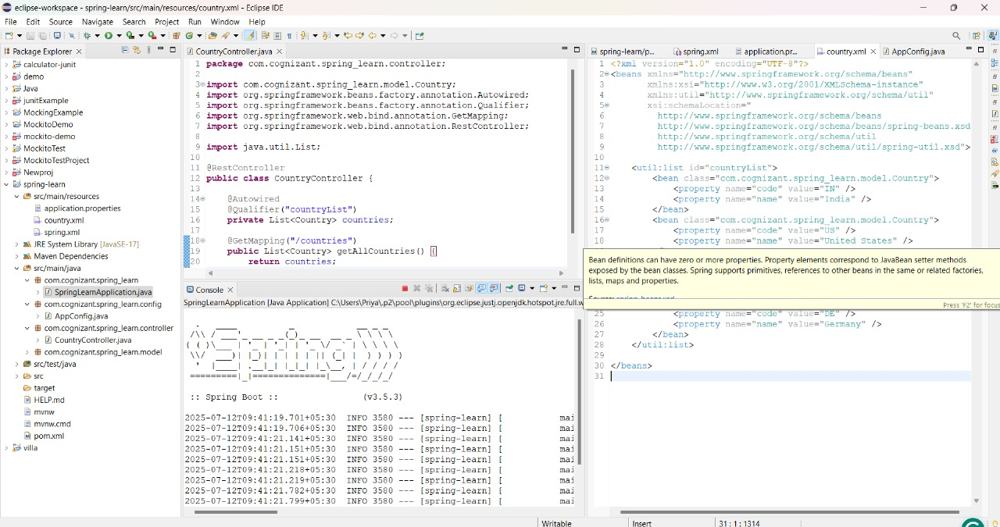 eclipse-workspace - spring-learn/src/main/resources/country.xml - Eclipse IDE
File Edit Source Navigate Search Project Run Window Help
Package Explorer
calculator-junit
demo
Java
junitExample
MockingExample
MockitoDemo
mockito-demo
MockitoTest
MockitoTestProject
Newproj
spring-learn
src/main/resources
application.properties
country.xml
spring.xml
JRE System Library [JavaSE-17]
Maven Dependencies
src/main/java
com.cognizant.spring_learn
SpringLearnApplication.java
com.cognizant.spring_learn.config
AppConfig.java
com.cognizant.spring_learn.controller
CountryController.java
com.cognizant.spring_learn.model
src/test/java
src
target
HELP.md
mvnw
mvnw.cmd
pom.xml
villa
CountryController.java
1 package com.cognizant.spring_learn.controller;
2
3 import com.cognizant.spring_learn.model.Country;
4 import org.springframework.beans.factory.annotation.Autowired;
5 import org.springframework.beans.factory.annotation.Qualifier;
6 import org.springframework.web.bind.annotation.GetMapping;
7 import org.springframework.web.bind.annotation.RestController;
8
9 import java.util.List;
10
11 @RestController
12 public class CountryController {
13
14 @Autowired
15 @Qualifier("countryList")
16 private List<Country> countries;
17
18 @GetMapping("/countries")
19 public List<Country> getAllCountries() {
20 return countries;
Console
SpringLearnApplication [Java Application] C:\Users\Priya\.p2\pool\plugins\org.eclipse.justj.openjdk.hotspot.jre.full.w
:: Spring Boot :: (v3.5.3)
2025-07-12T09:41:19.701+05:30 INFO 3580 --- [spring-learn] [ mai
2025-07-12T09:41:19.706+05:30 INFO 3580 --- [spring-learn] [ mai
2025-07-12T09:41:21.141+05:30 INFO 3580 --- [spring-learn] [ mai
2025-07-12T09:41:21.151+05:30 INFO 3580 --- [spring-learn] [ mai
2025-07-12T09:41:21.151+05:30 INFO 3580 --- [spring-learn] [ mai
2025-07-12T09:41:21.218+05:30 INFO 3580 --- [spring-learn] [ mai
2025-07-12T09:41:21.219+05:30 INFO 3580 --- [spring-learn] [ mai
2025-07-12T09:41:21.782+05:30 INFO 3580 --- [spring-learn] [ mai
2025-07-12T09:41:21.799+05:30 INFO 3580 --- [spring-learn] [ mai
spring-learn/p... spring.xml application.pr... country.xml AppConfig.java
1 <?xml version="1.0" encoding="UTF-8"?>
2 <beans xmlns="http://www.springframework.org/schema/beans"
3 xmlns:xsi="http://www.w3.org/2001/XMLSchema-instance"
4 xmlns:util="http://www.springframework.org/schema/util"
5 xsi:schemaLocation="
6 http://www.springframework.org/schema/beans
7 http://www.springframework.org/schema/beans/spring-beans.xsd
8 http://www.springframework.org/schema/util
9 http://www.springframework.org/schema/util/spring-util.xsd">
10
11 <util:list id="countryList">
12 <bean class="com.cognizant.spring_learn.model.Country">
13 <property name="code" value="IN" />
14 <property name="name" value="India" />
15 </bean>
16 <bean class="com.cognizant.spring_learn.model.Country">
17 <property name="code" value="US" />
18 <property name="name" value="United States" />
Bean definitions can have zero or more properties. Property elements correspond to JavaBean setter methods
exposed by the bean classes. Spring supports primitives, references to other beans in the same or related factories,
lists, maps and properties.
Press 'F2' for focus
25 <property name="code" value="DE" />
26 <property name="name" value="Germany" />
27 </bean>
28 </util:list>
29
30 </beans>
31
Writable Insert 31 : 1 : 1314